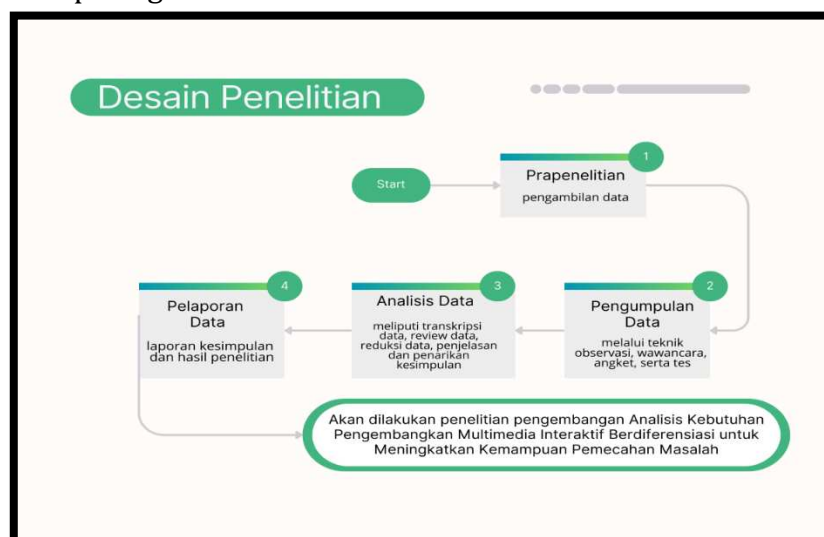 Desain Penelitian
Start
1
Prapenelitian
pengambilan data
2
Pengumpulan
Data
melalui teknik
observasi, wawancara,
angket, serta tes
3
Analisis Data
meliputi transkripsi
data, review data,
reduksi data, penjelasan
dan penarikan
kesimpulan
4
Pelaporan
Data
laporan kesimpulan
dan hasil penelitian
Akan dilakukan penelitian pengembangan Analisis Kebutuhan
Pengembangkan Multimedia Interaktif Berdiferensiasi untuk
Meningkatkan Kemampuan Pemecahan Masalah